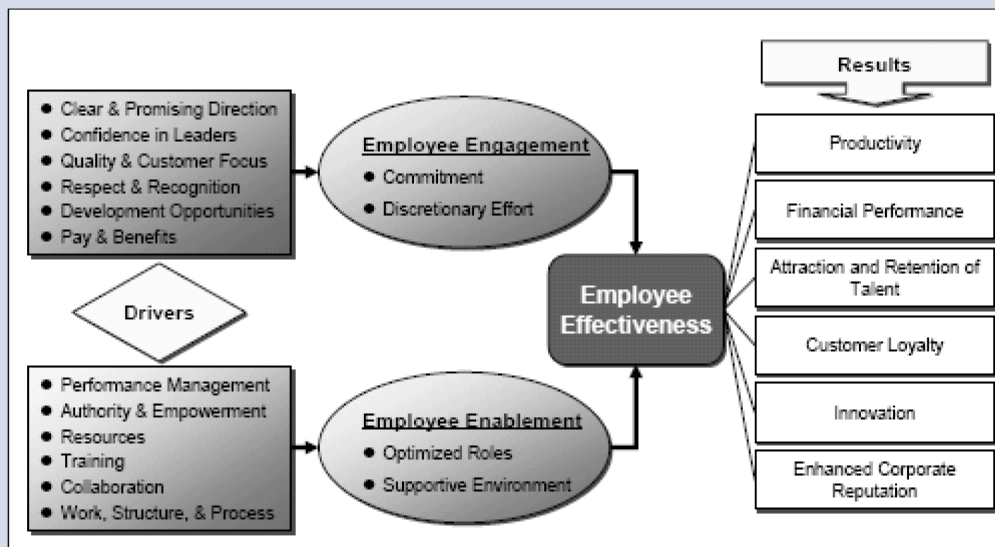 ● Clear & Promising Direction
● Confidence in Leaders
● Quality & Customer Focus
● Respect & Recognition
● Development Opportunities
● Pay & Benefits
Drivers
● Performance Management
● Authority & Empowerment
● Resources
● Training
● Collaboration
● Work, Structure, & Process
Employee Engagement
● Commitment
● Discretionary Effort
Employee Enablement
● Optimized Roles
● Supportive Environment
Employee
Effectiveness
Results
Productivity
Financial Performance
Attraction and Retention of
Talent
Customer Loyalty
Innovation
Enhanced Corporate
Reputation